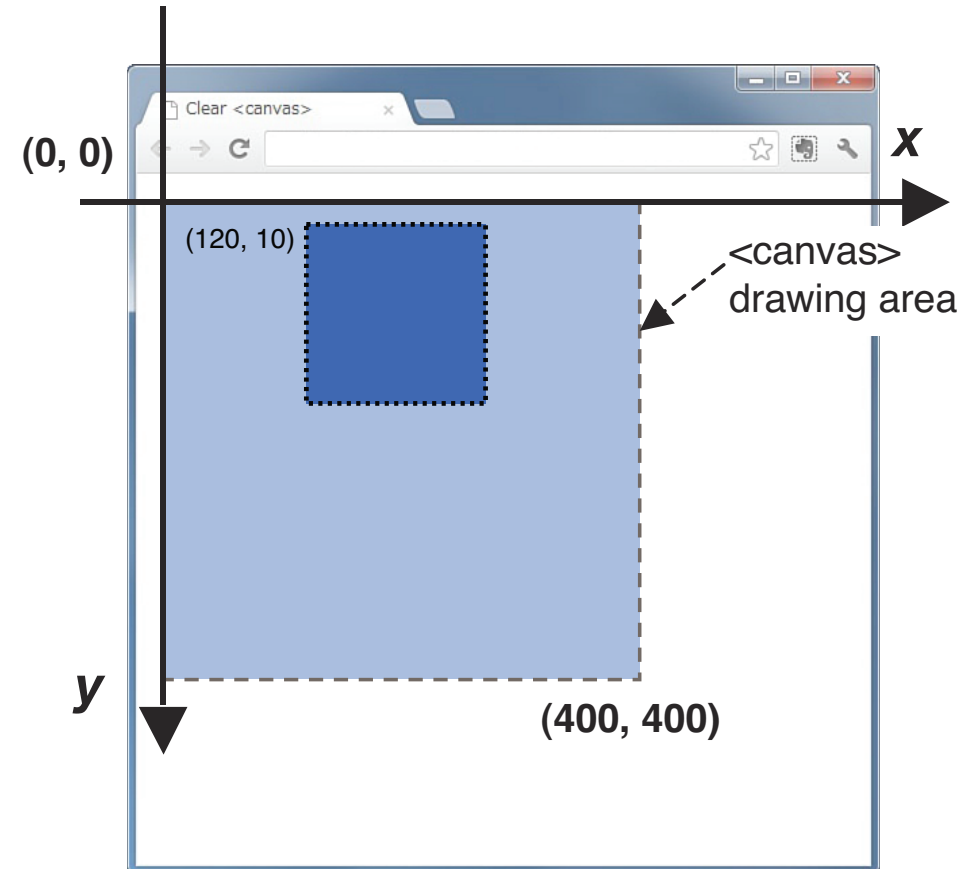 Clear <canvas>
(0, 0)
x
(120, 10)
<canvas>
drawing area
y
(400, 400)